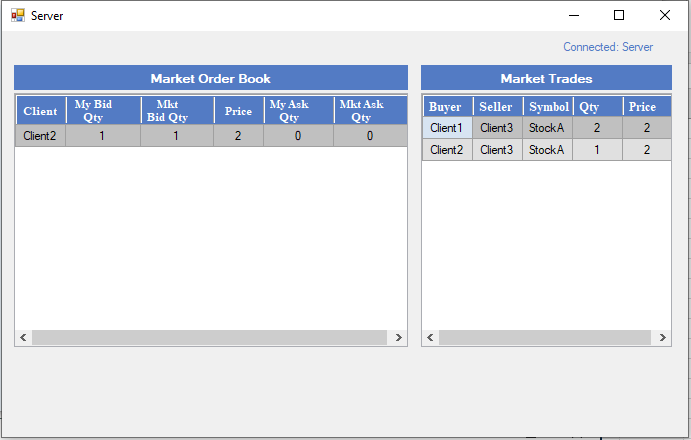 Server
Connected: Server
Market Order Book
Market Trades
Client My Bid Qty Mkt Bid Qty Price My Ask Qty Mkt Ask Qty
Client2 1 1 2 0 0
Buyer Seller Symbol Qty Price
Client1 Client3 StockA 2 2
Client2 Client3 StockA 1 2